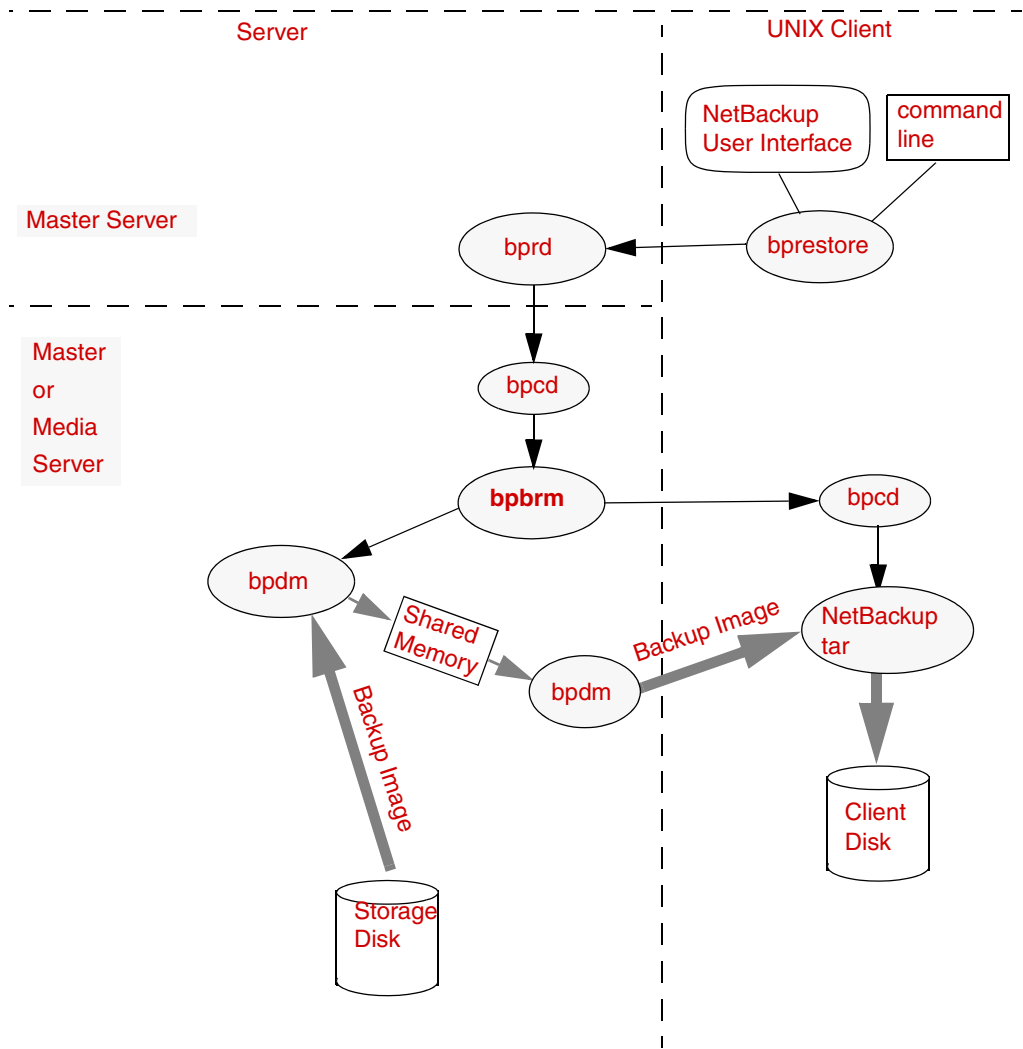 Server
UNIX Client
NetBackup
User Interface
command
line
Master Server
bprd
bprestore
Master
or
Media
Server
bpcd
bpbrm
bpcd
bpdm
Shared
Memory
Backup Image
NetBackup
tar
bpdm
Backup Image
Client
Disk
Storage
Disk